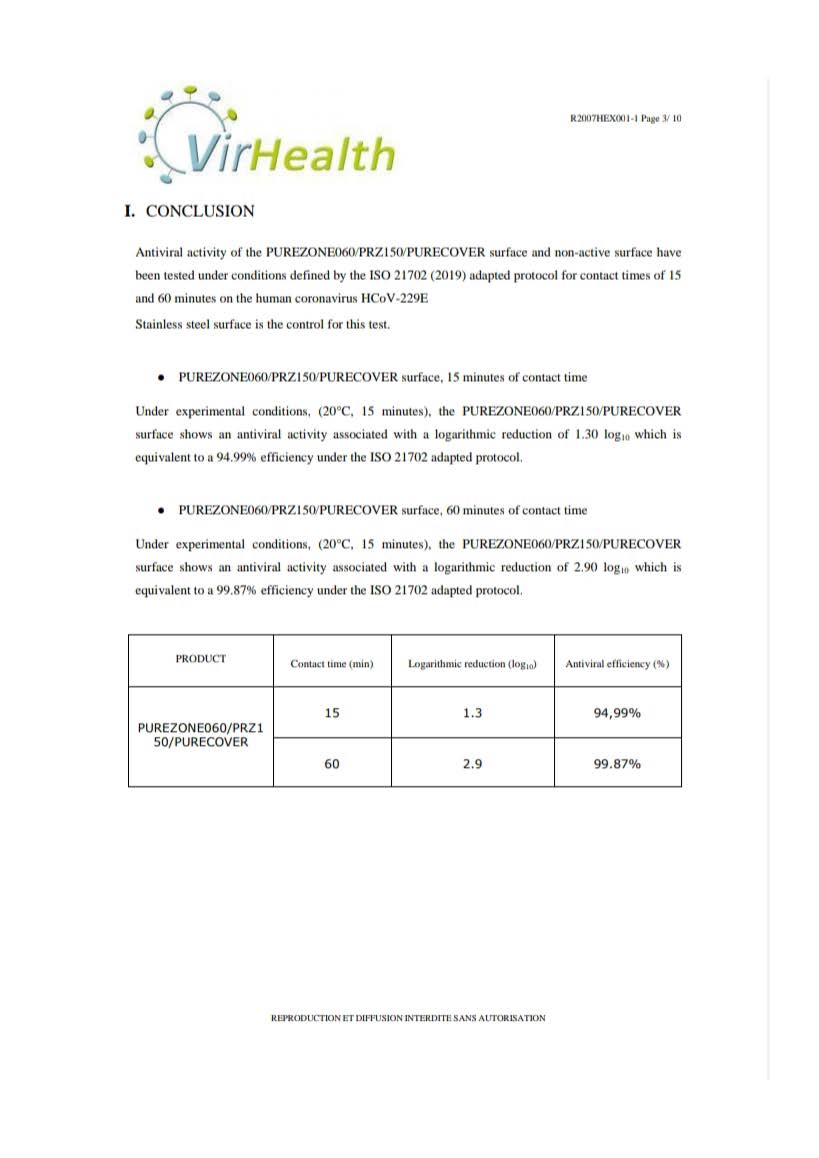 R2007HEX001-1 Page 3/ 10
VirHealth
I. CONCLUSION
Antiviral activity of the PUREZONE060/PRZ150/PURECOVER surface and non-active surface have
been tested under conditions defined by the ISO 21702 (2019) adapted protocol for contact times of 15
and 60 minutes on the human coronavirus HCoV-229E
Stainless steel surface is the control for this test.
• PUREZONE060/PRZ150/PURECOVER surface, 15 minutes of contact time
Under experimental conditions, (20°C, 15 minutes), the PUREZONE060/PRZ150/PURECOVER
surface shows an antiviral activity associated with a logarithmic reduction of 1.30 log₁₀ which is
equivalent to a 94.99% efficiency under the ISO 21702 adapted protocol.
• PUREZONE060/PRZ150/PURECOVER surface, 60 minutes of contact time
Under experimental conditions, (20°C, 15 minutes), the PUREZONE060/PRZ150/PURECOVER
surface shows an antiviral activity associated with a logarithmic reduction of 2.90 log₁₀ which is
equivalent to a 99.87% efficiency under the ISO 21702 adapted protocol.
PRODUCT
Contact time (min)
Logarithmic reduction (log₁₀)
Antiviral efficiency (%)
PUREZONE060/PRZ1
50/PURECOVER
15
1.3
94,99%
60
2.9
99.87%
REPRODUCTION ET DIFFUSION INTERDITE SANS AUTORISATION